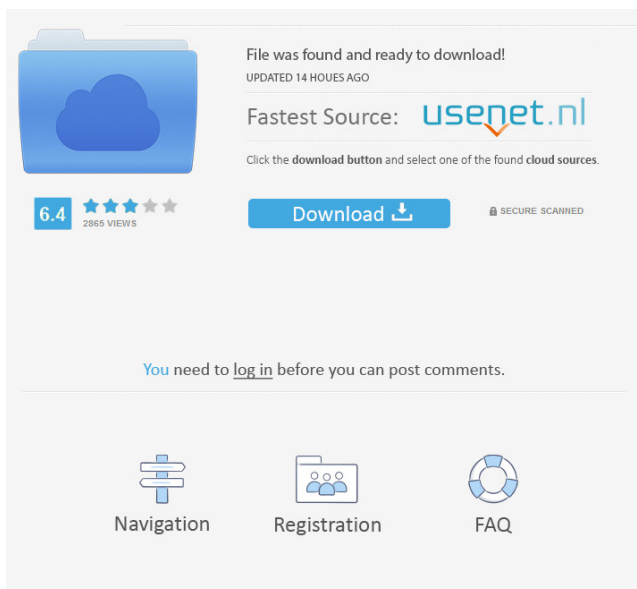 File was found and ready to download!
UPDATED 14 HOUES AGO
Fastest Source: usenet.nl
Click the download button and select one of the found cloud sources.
6.4
2865 VIEWS
Download
SECURE SCANNED
You need to log in before you can post comments.
Navigation
Registration
FAQ